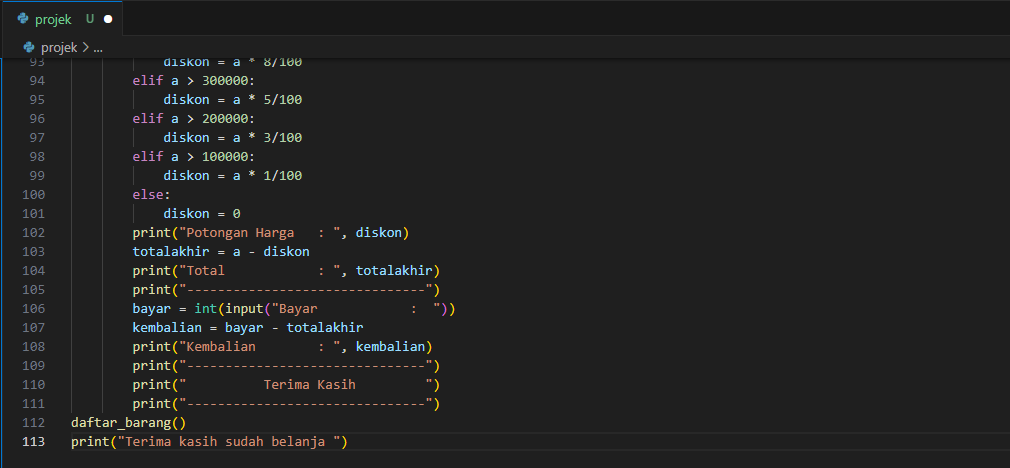 projek U
projek > ...
93 diskon = a * 8/100
94 elif a > 300000:
95 diskon = a * 5/100
96 elif a > 200000:
97 diskon = a * 3/100
98 elif a > 100000:
99 diskon = a * 1/100
100 else:
101 diskon = 0
102 print("Potongan Harga   : ", diskon)
103 totalakhir = a - diskon
104 print("Total            : ", totalakhir)
105 print("-------------------------------")
106 bayar = int(input("Bayar            :  "))
107 kembalian = bayar - totalakhir
108 print("Kembalian        : ", kembalian)
109 print("-------------------------------")
110 print("          Terima Kasih         ")
111 print("-------------------------------")
112 daftar_barang()
113 print("Terima kasih sudah belanja ")